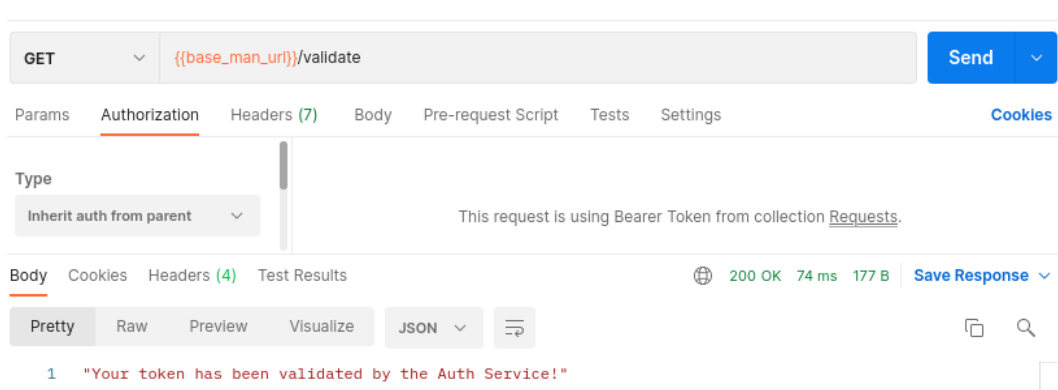 GET {{base_man_url}}/validate Send
Params Authorization Headers (7) Body Pre-request Script Tests Settings Cookies
Type
Inherit auth from parent
This request is using Bearer Token from collection Requests.
Body Cookies Headers (4) Test Results 200 OK 74 ms 177 B Save Response
Pretty Raw Preview Visualize JSON
1 "Your token has been validated by the Auth Service!"